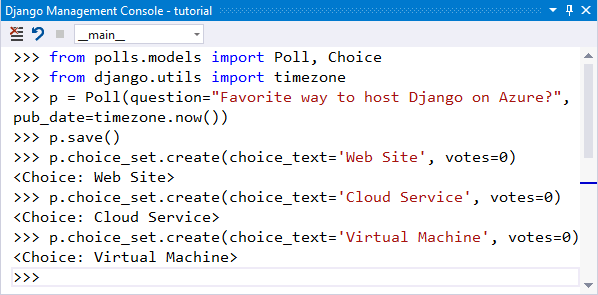 Django Management Console - tutorial
__main__
>>> from polls.models import Poll, Choice
>>> from django.utils import timezone
>>> p = Poll(question="Favorite way to host Django on Azure?",
pub_date=timezone.now())
>>> p.save()
>>> p.choice_set.create(choice_text='Web Site', votes=0)
<Choice: Web Site>
>>> p.choice_set.create(choice_text='Cloud Service', votes=0)
<Choice: Cloud Service>
>>> p.choice_set.create(choice_text='Virtual Machine', votes=0)
<Choice: Virtual Machine>
>>>